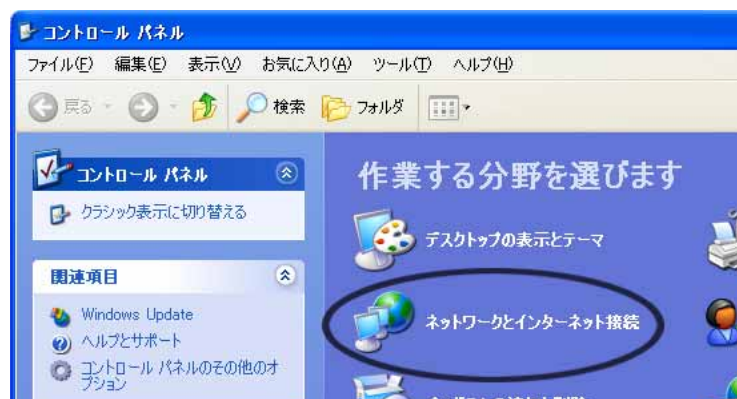 コントロール パネル
ファイル(F) 編集(E) 表示(V) お気に入り(A) ツール(T) ヘルプ(H)
戻る 検索 フォルダ
コントロール パネル
クラシック表示に切り替える
関連項目
Windows Update
ヘルプとサポート
コントロール パネルのその他のオ
プション
作業する分野を選びます
デスクトップの表示とテーマ
ネットワークとインターネット接続